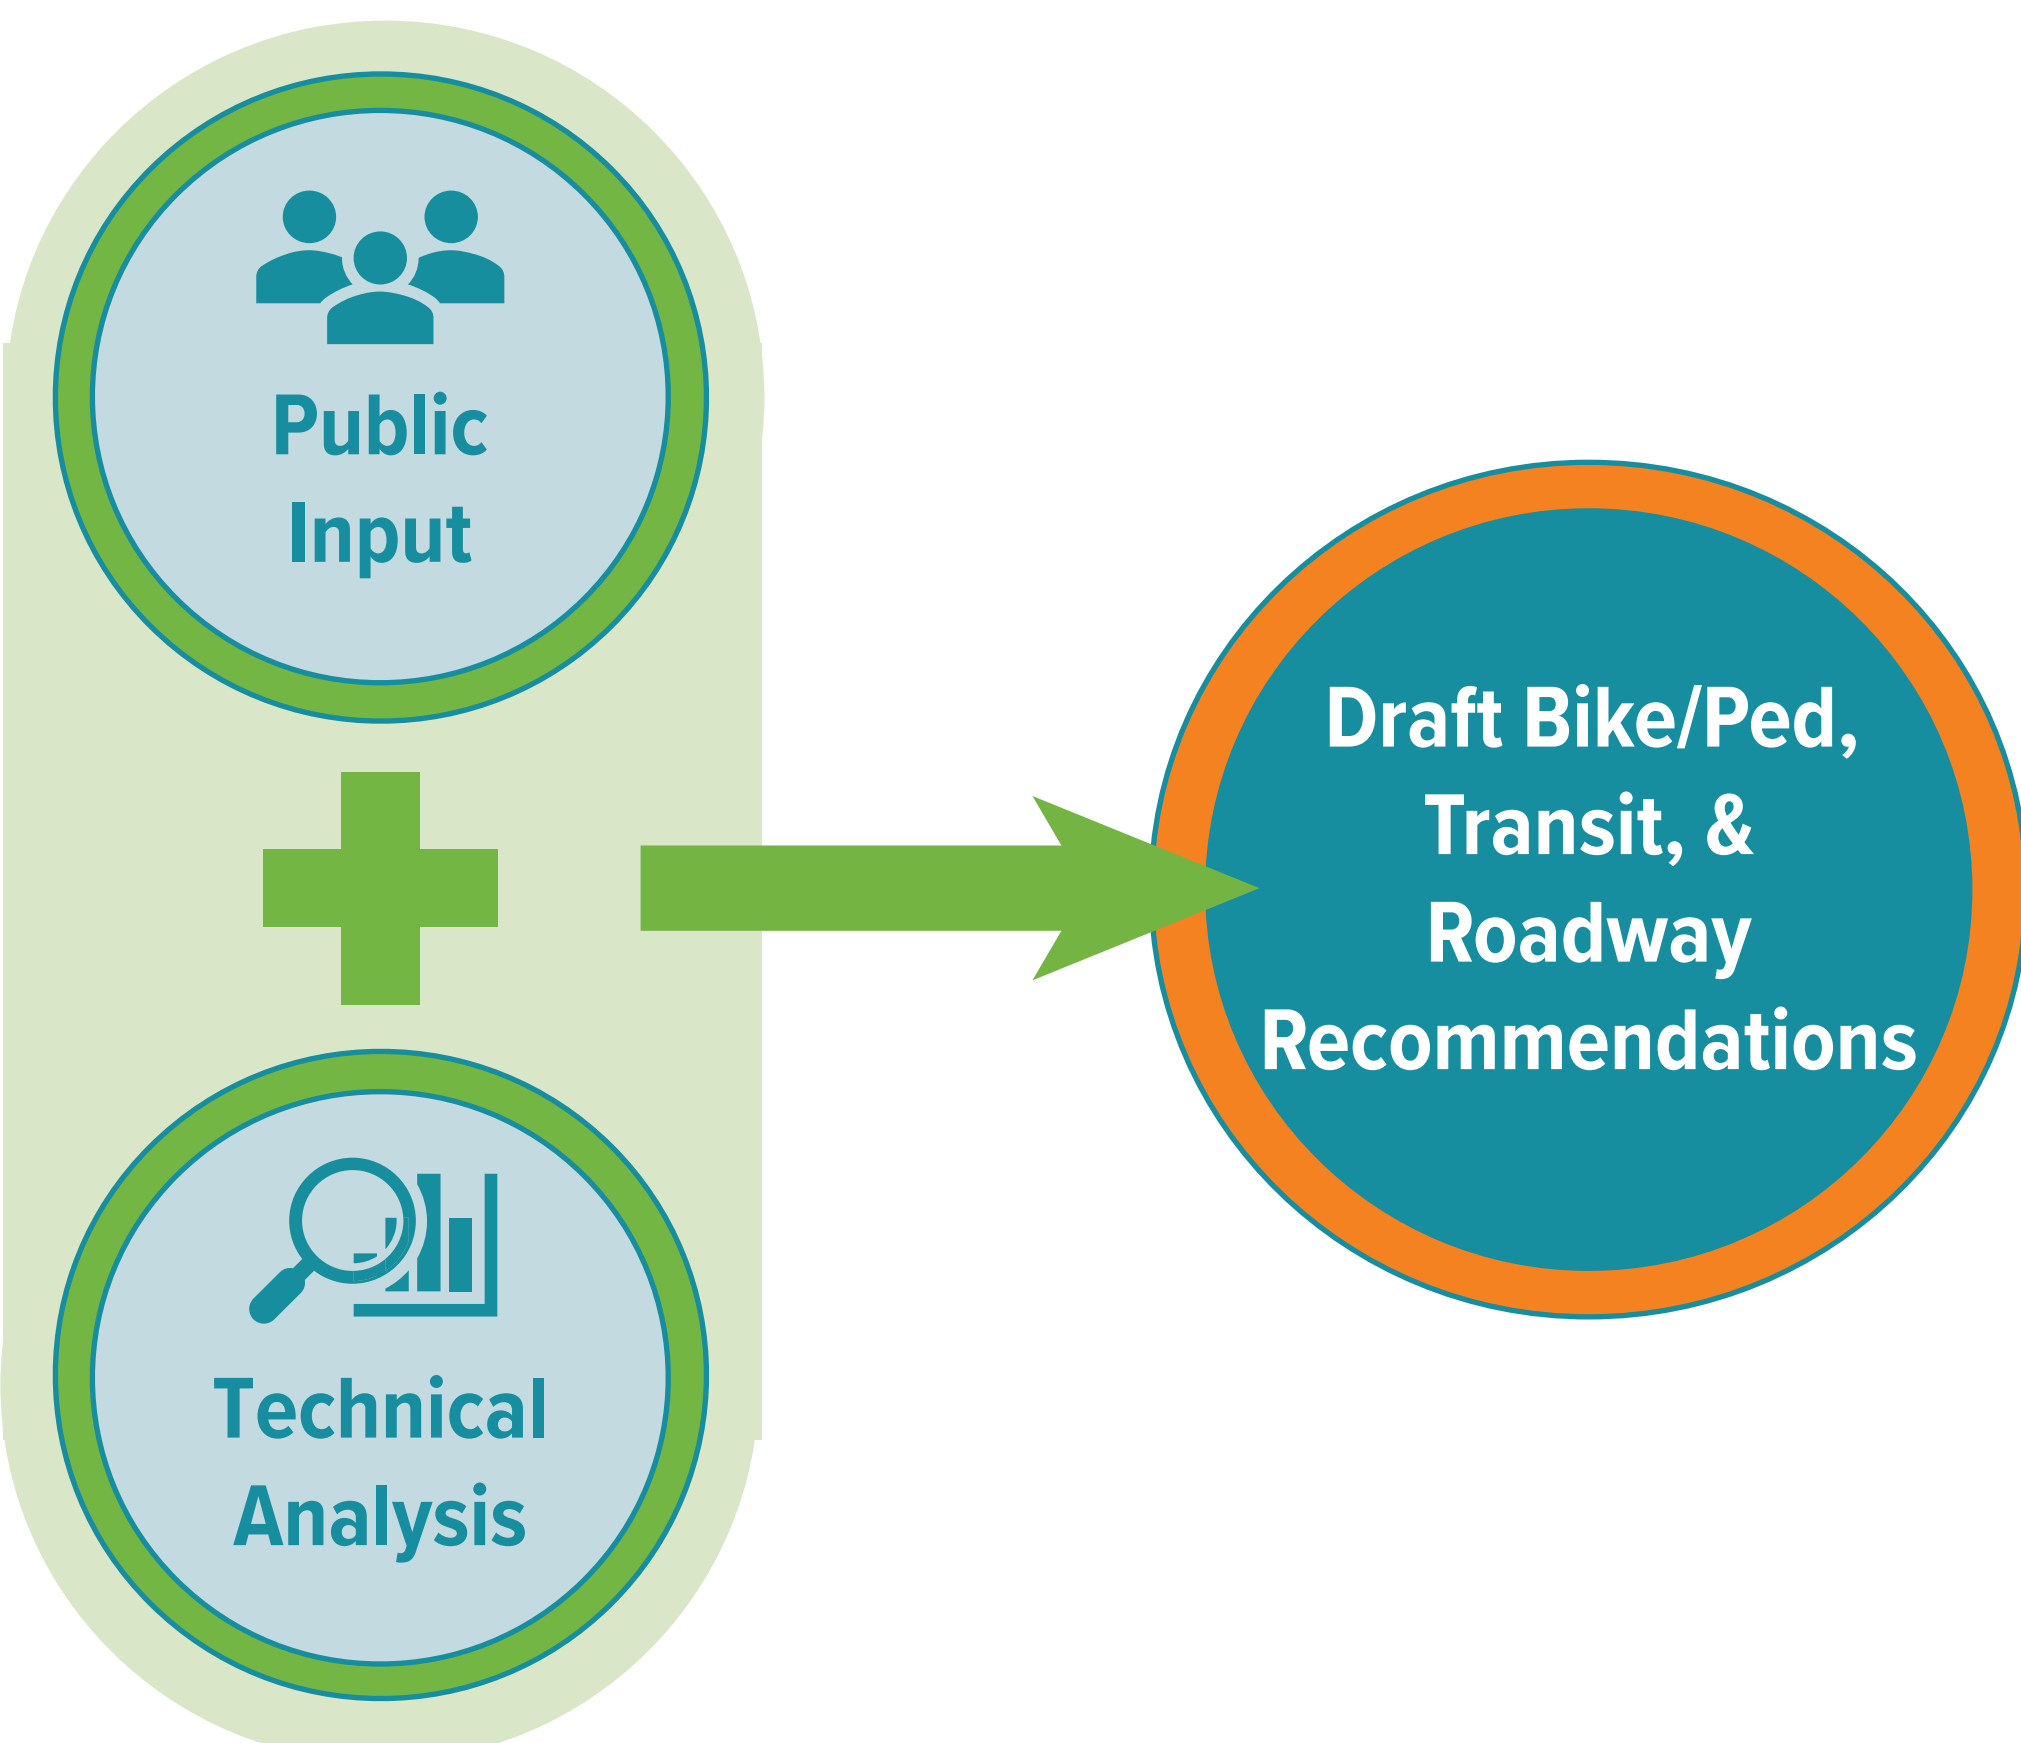 Public
Input
Technical
Analysis
Draft Bike/Ped,
Transit, &
Roadway
Recommendations